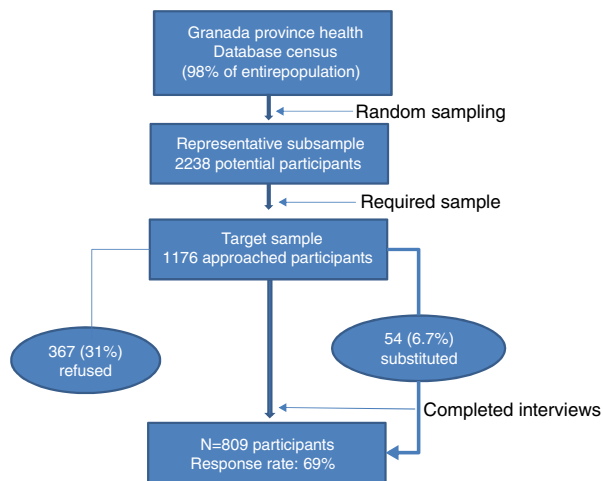 Granada province health
Database census
(98% of entirepopulation)
Random sampling
Representative subsample
2238 potential participants
Required sample
Target sample
1176 approached participants
367 (31%)
refused
54 (6.7%)
substituted
Completed interviews
N=809 participants
Response rate: 69%